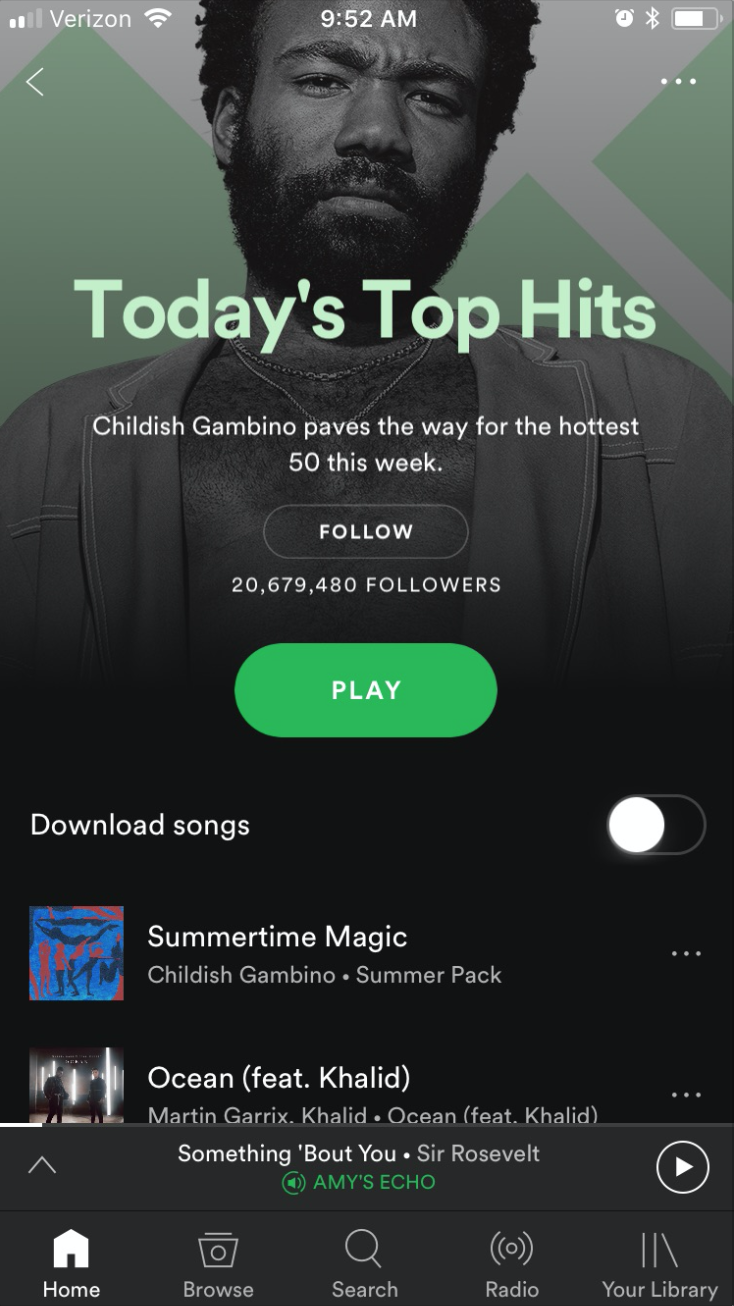 Verizon 9:52 AM
Today's Top Hits
Childish Gambino paves the way for the hottest
50 this week.
FOLLOW
20,679,480 FOLLOWERS
PLAY
Download songs
Summertime Magic
Childish Gambino • Summer Pack
Ocean (feat. Khalid)
Martin Garrix, Khalid • Ocean (feat. Khalid)
Something 'Bout You • Sir Rosevelt
AMY'S ECHO
Home Browse Search Radio Your Library